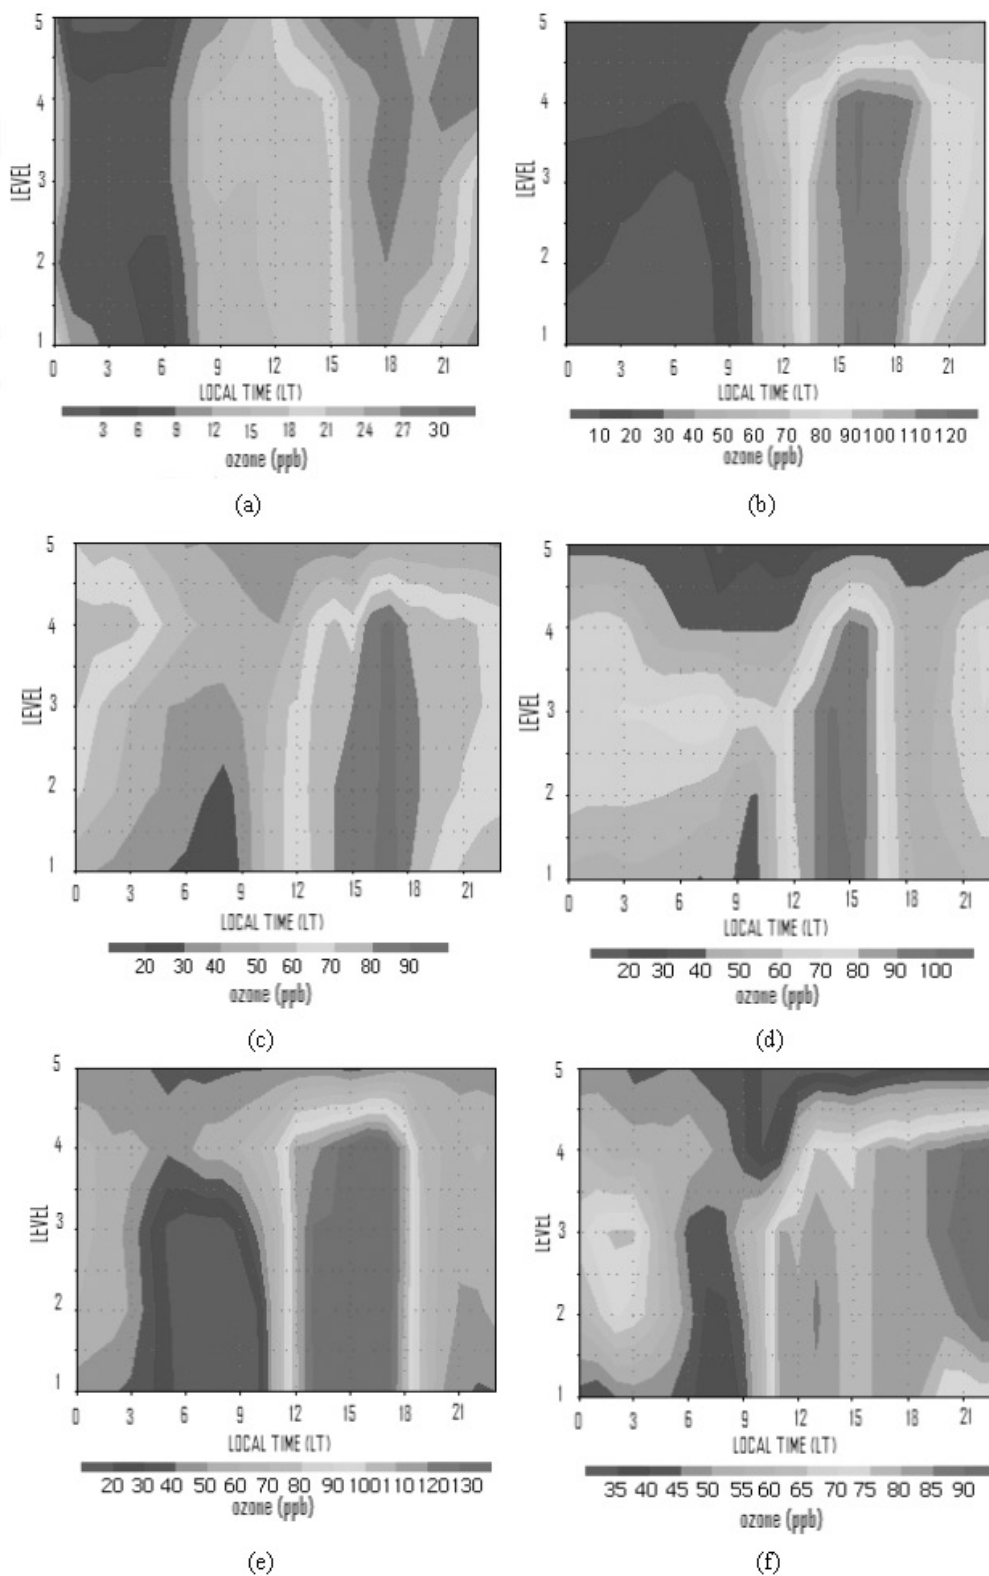 5
4
3
2
1
LEVEL
0 3 6 9 12 15 18 21
LOCAL TIME (LT)
3 6 9 12 15 18 21 24 27 30
ozone (ppb)
(a)
5
4
3
2
1
LEVEL
0 3 6 9 12 15 18 21
LOCAL TIME (LT)
10 20 30 40 50 60 70 80 90 100 110 120
ozone (ppb)
(b)
5
4
3
2
1
LEVEL
0 3 6 9 12 15 18 21
LOCAL TIME (LT)
20 30 40 50 60 70 80 90
ozone (ppb)
(c)
5
4
3
2
1
LEVEL
0 3 6 9 12 15 18 21
LOCAL TIME (LT)
20 30 40 50 60 70 80 90 100
ozone (ppb)
(d)
5
4
3
2
1
LEVEL
0 3 6 9 12 15 18 21
LOCAL TIME (LT)
20 30 40 50 60 70 80 90 100 110 120 130
ozone (ppb)
(e)
5
4
3
2
1
LEVEL
0 3 6 9 12 15 18 21
LOCAL TIME (LT)
35 40 45 50 55 60 65 70 75 80 85 90
ozone (ppb)
(f)